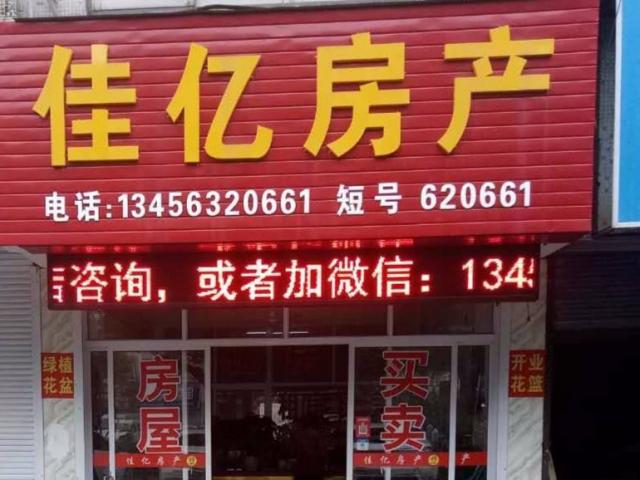 佳亿房产
电话:13456320661 短号 620661
咨询，或者加微信：134
绿植
花盆
房屋
买卖
开业
花篮
佳亿房产
佳亿房产
产